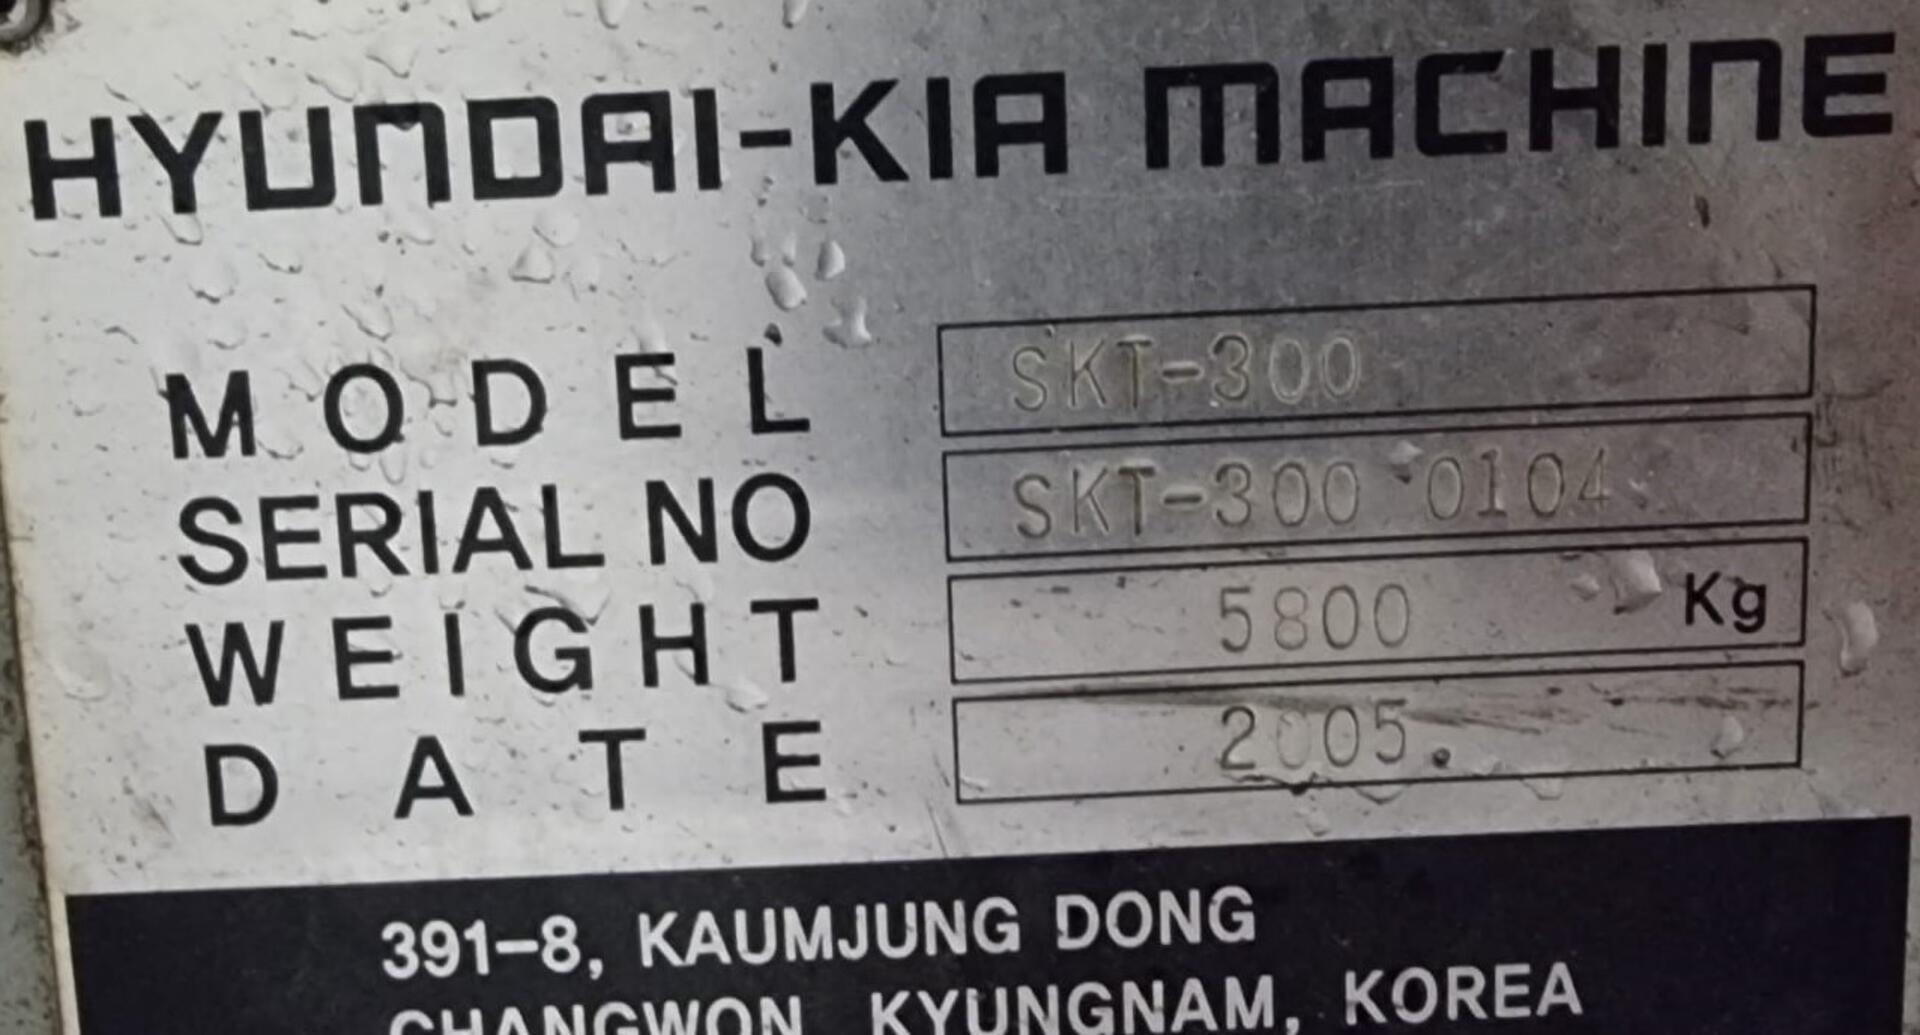 HYUNDAI-KIA MACHINE
MODEL SKT-300
SERIAL NO SKT-300 0104
WEIGHT 5800 Kg
DATE 2005.
391-8, KAUMJUNG DONG
CHANGWON KYUNGNAM, KOREA